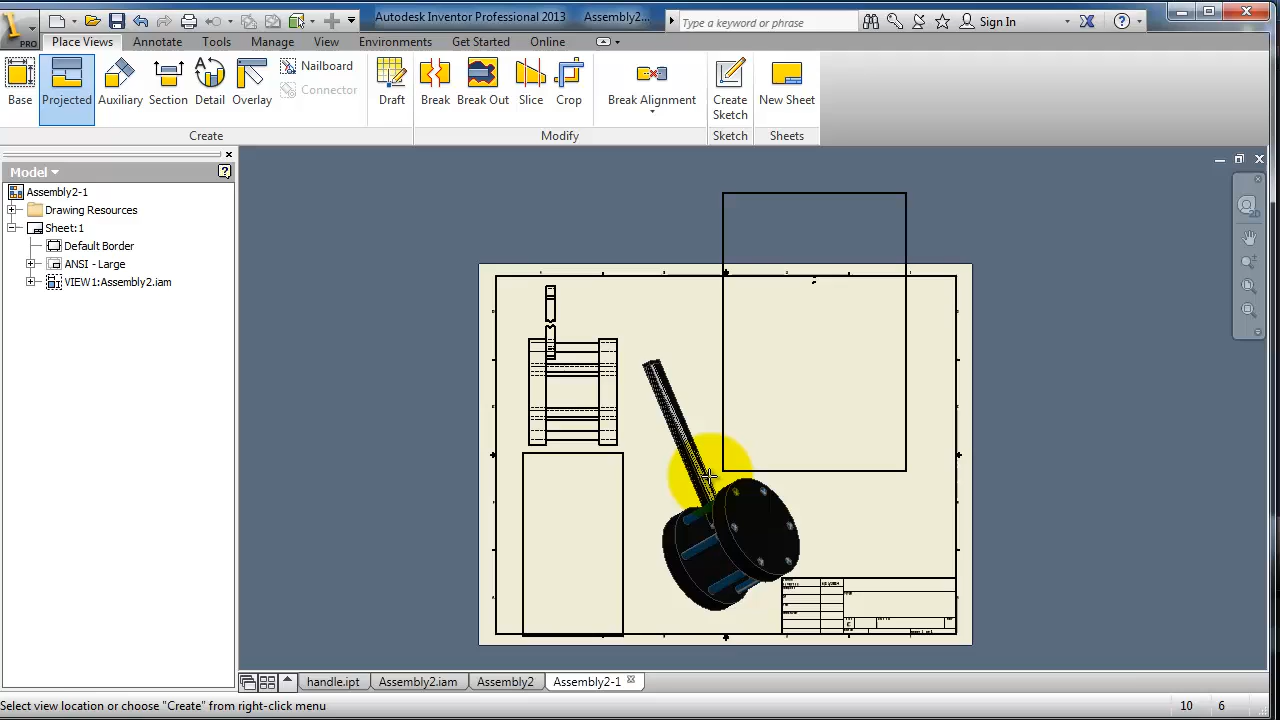 Autodesk Inventor Professional 2013 Assembly2...
Type a keyword or phrase
Sign In
PRO
Place Views
Annotate
Tools
Manage
View
Environments
Get Started
Online
Base
Projected
Auxiliary
Section
Detail
Overlay
Nailboard
Connector
Draft
Break
Break Out
Slice
Crop
Break Alignment
Create
Sketch
New Sheet
Create
Modify
Sketch
Sheets
Model
Assembly2-1
Drawing Resources
Sheet:1
Default Border
ANSI - Large
VIEW1:Assembly2.iam
2D
handle.ipt
Assembly2.iam
Assembly2
Assembly2-1
Select view location or choose "Create" from right-click menu
10
6